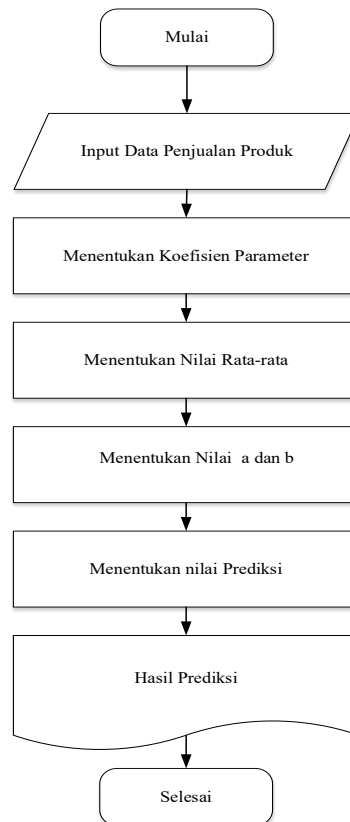 Mulai
Input Data Penjualan Produk
Menentukan Koefisien Parameter
Menentukan Nilai Rata-rata
Menentukan Nilai  a dan b
Menentukan nilai Prediksi
Hasil Prediksi
Selesai